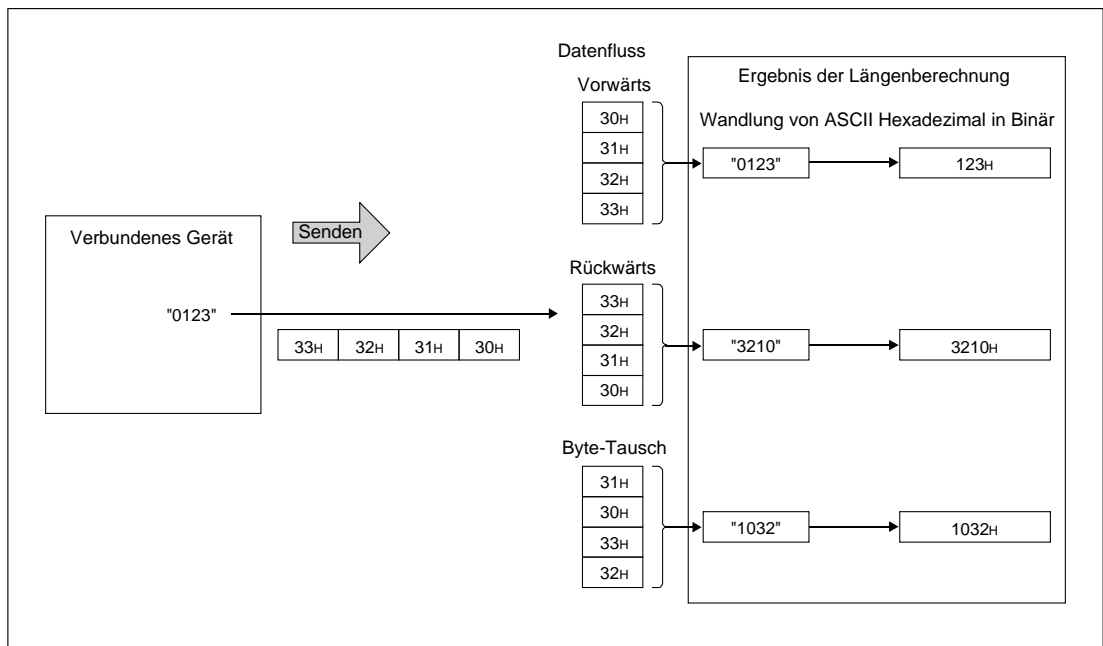 Datenfluss
Vorwärts
30H
31H
32H
33H
Ergebnis der Längenberechnung
Wandlung von ASCII Hexadezimal in Binär
"0123"
123H
Verbundenes Gerät
Senden
"0123"
33H 32H 31H 30H
Rückwärts
33H
32H
31H
30H
"3210"
3210H
Byte-Tausch
31H
30H
33H
32H
"1032"
1032H